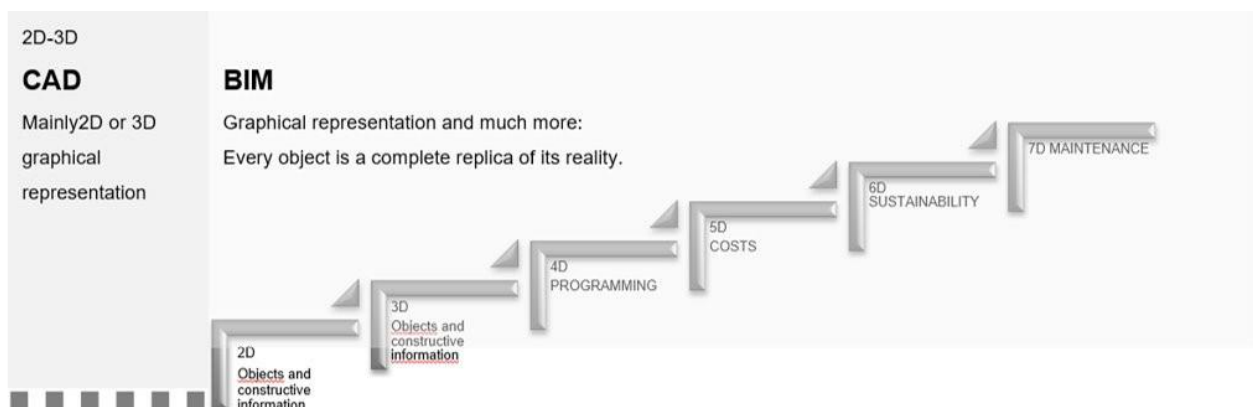 2D-3D
CAD
Mainly2D or 3D
graphical
representation
BIM
Graphical representation and much more:
Every object is a complete replica of its reality.
2D
Objects and
constructive
information
3D
Objects and
constructive
information
4D
PROGRAMMING
5D
COSTS
6D
SUSTAINABILITY
7D MAINTENANCE